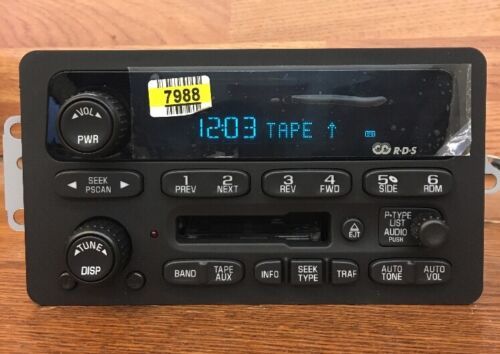 7988
VOL
PWR
12:03 TAPE ↑
R·D·S
SEEK
PSCAN
1
PREV
2
NEXT
3
REV
4
FWD
5
SIDE
6
RDM
TUNE
DISP
EJT
P-TYPE
LIST
AUDIO
PUSH
BAND
TAPE
AUX
INFO
SEEK
TYPE
TRAF
AUTO
TONE
AUTO
VOL